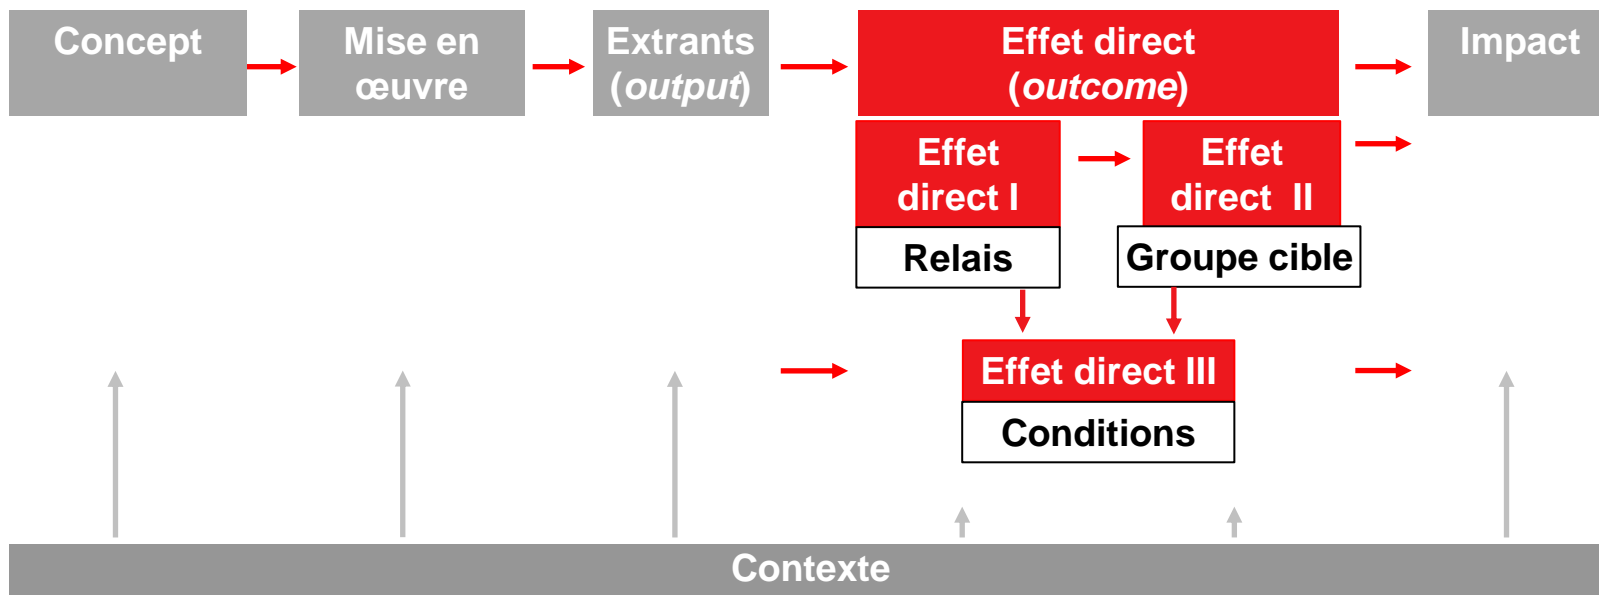 Concept
Mise en
œuvre
Extrants
(output)
Effet direct
(outcome)
Impact
Effet
direct I
Relais
Effet
direct II
Groupe cible
Effet direct III
Conditions
Contexte